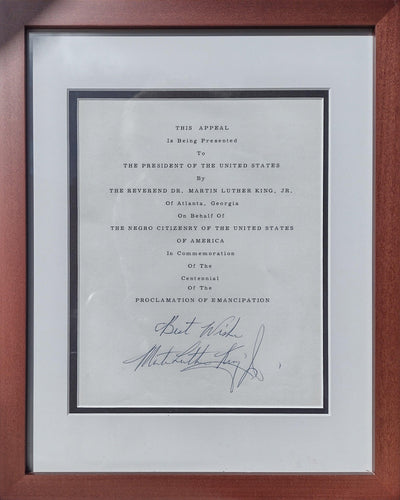 THIS APPEAL
Is Being Presented
To
THE PRESIDENT OF THE UNITED STATES
By
THE REVEREND DR. MARTIN LUTHER KING, JR.
Of Atlanta, Georgia
On Behalf Of
THE NEGRO CITIZENRY OF THE UNITED STATES
OF AMERICA
In Commemoration
Of The
Centennial
Of The
PROCLAMATION OF EMANCIPATION
Best Wishes
Martin Luther King Jr.